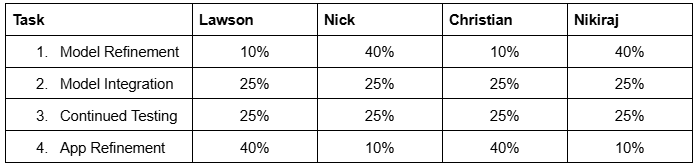 Task Lawson Nick Christian Nikiraj
1. Model Refinement 10% 40% 10% 40%
2. Model Integration 25% 25% 25% 25%
3. Continued Testing 25% 25% 25% 25%
4. App Refinement 40% 10% 40% 10%